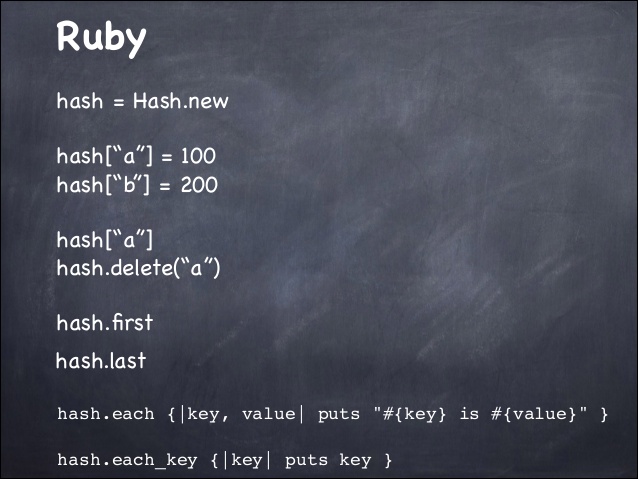 Ruby
hash = Hash.new
hash[“a”] = 100
hash[“b”] = 200
hash[“a”]
hash.delete(“a”)
hash.first
hash.last
hash.each {|key, value| puts "#{key} is #{value}" }
hash.each_key {|key| puts key }